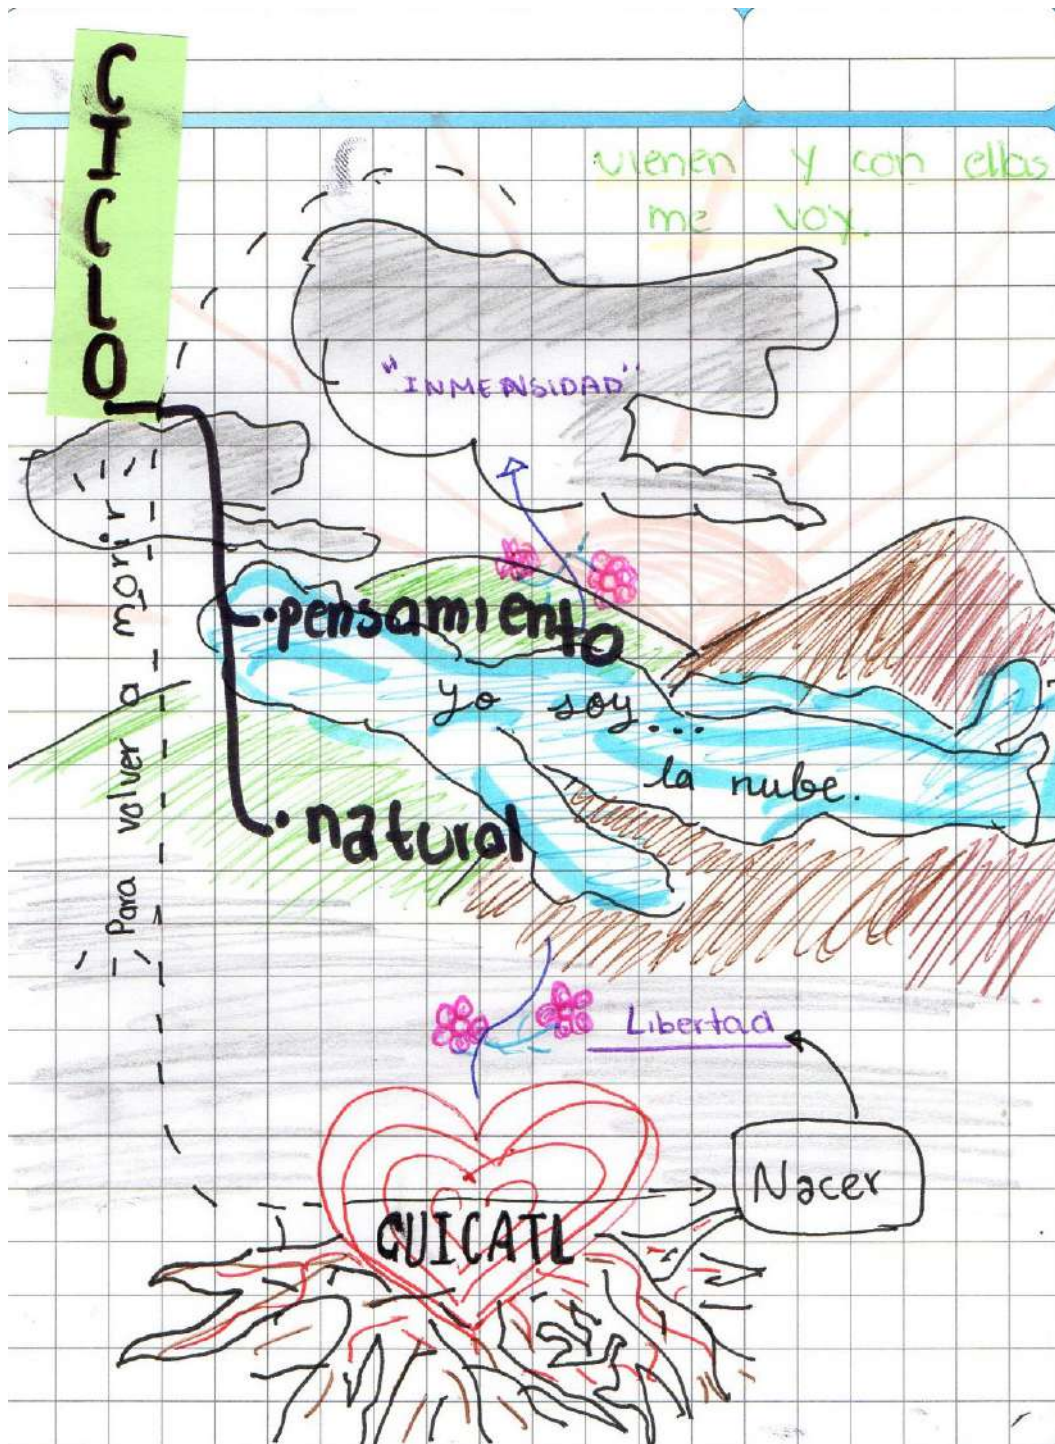 CICLO
vienen y con ellas
me voy.
"INMENSIDAD"
·pensamiento
yo soy...
la nube.
·natural
Para volver a morir
Libertad
Nacer
CUICATL